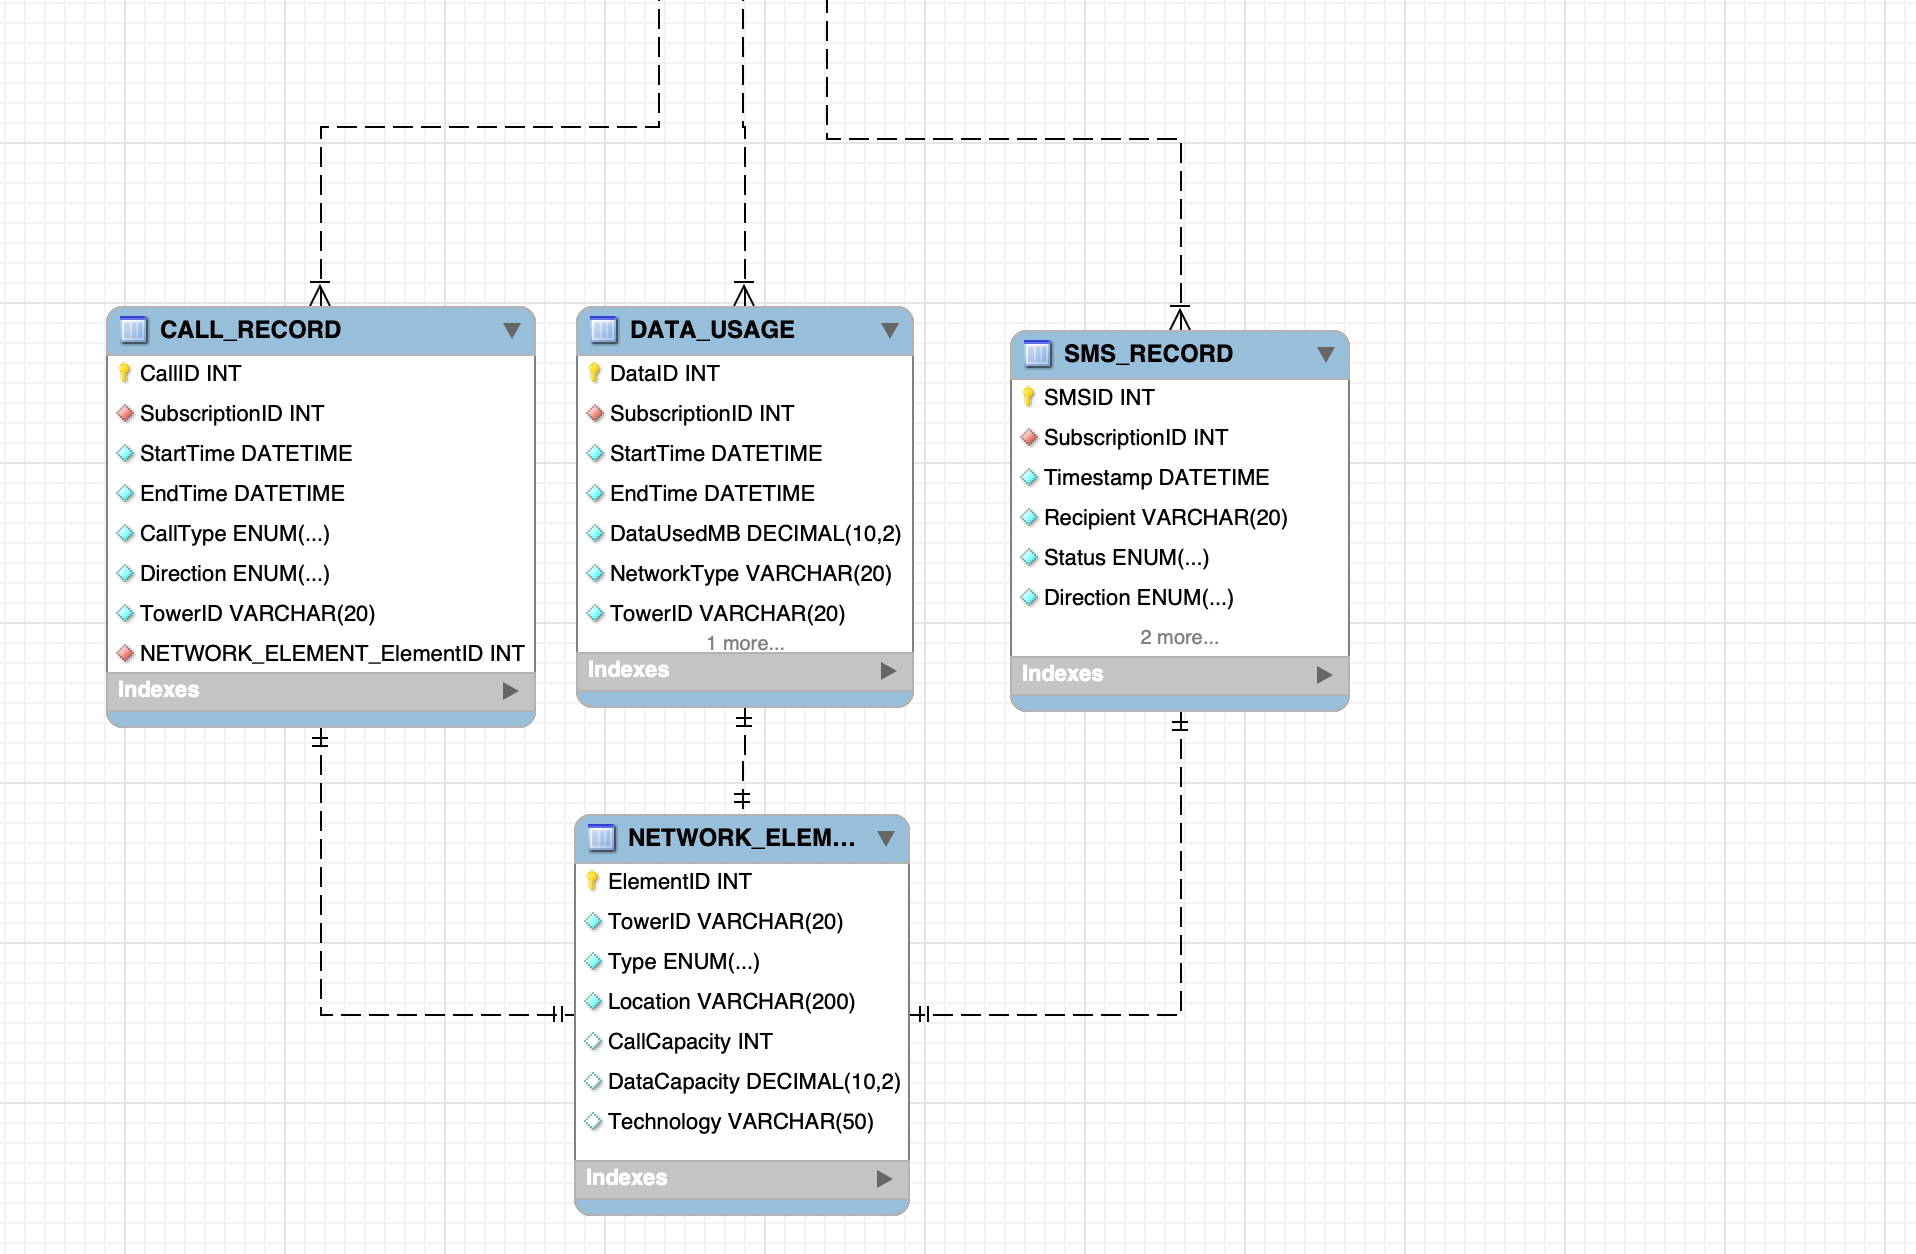 CALL_RECORD
CallID INT
SubscriptionID INT
StartTime DATETIME
EndTime DATETIME
CallType ENUM(...)
Direction ENUM(...)
TowerID VARCHAR(20)
NETWORK_ELEMENT_ElementID INT
Indexes
DATA_USAGE
DataID INT
SubscriptionID INT
StartTime DATETIME
EndTime DATETIME
DataUsedMB DECIMAL(10,2)
NetworkType VARCHAR(20)
TowerID VARCHAR(20)
1 more...
Indexes
SMS_RECORD
SMSID INT
SubscriptionID INT
Timestamp DATETIME
Recipient VARCHAR(20)
Status ENUM(...)
Direction ENUM(...)
2 more...
Indexes
NETWORK_ELEM...
ElementID INT
TowerID VARCHAR(20)
Type ENUM(...)
Location VARCHAR(200)
CallCapacity INT
DataCapacity DECIMAL(10,2)
Technology VARCHAR(50)
Indexes